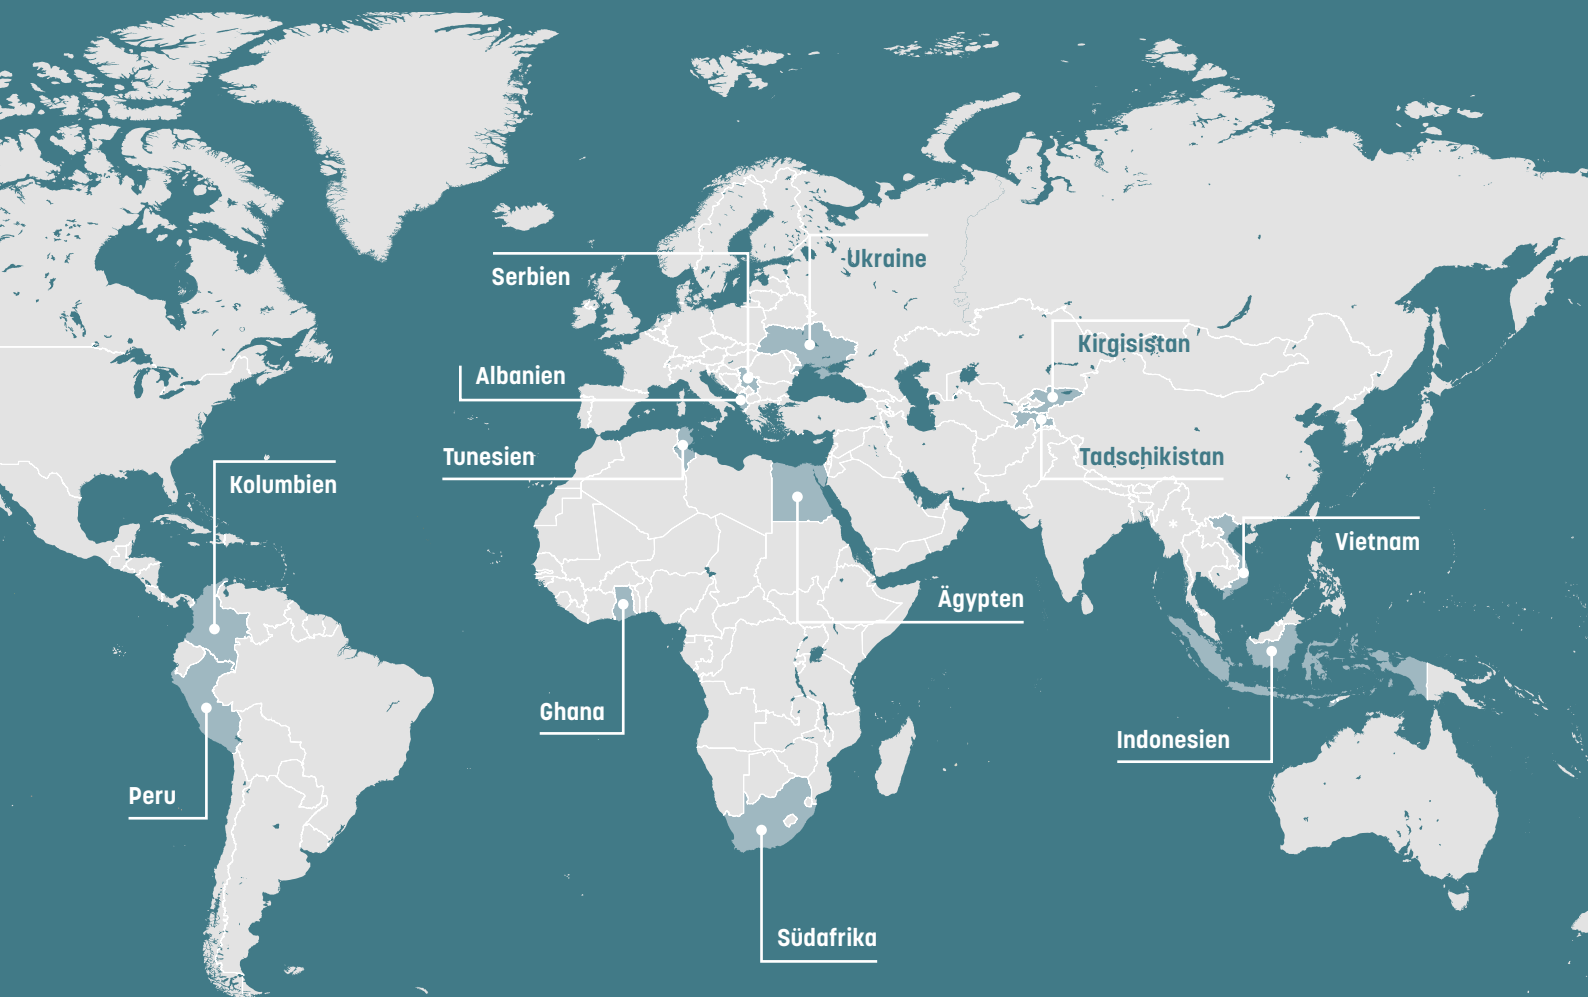 Ukraine
Serbien
Kirgisistan
Albanien
Tunesien
Tadschikistan
Kolumbien
Vietnam
Ägypten
Ghana
Indonesien
Peru
Südafrika